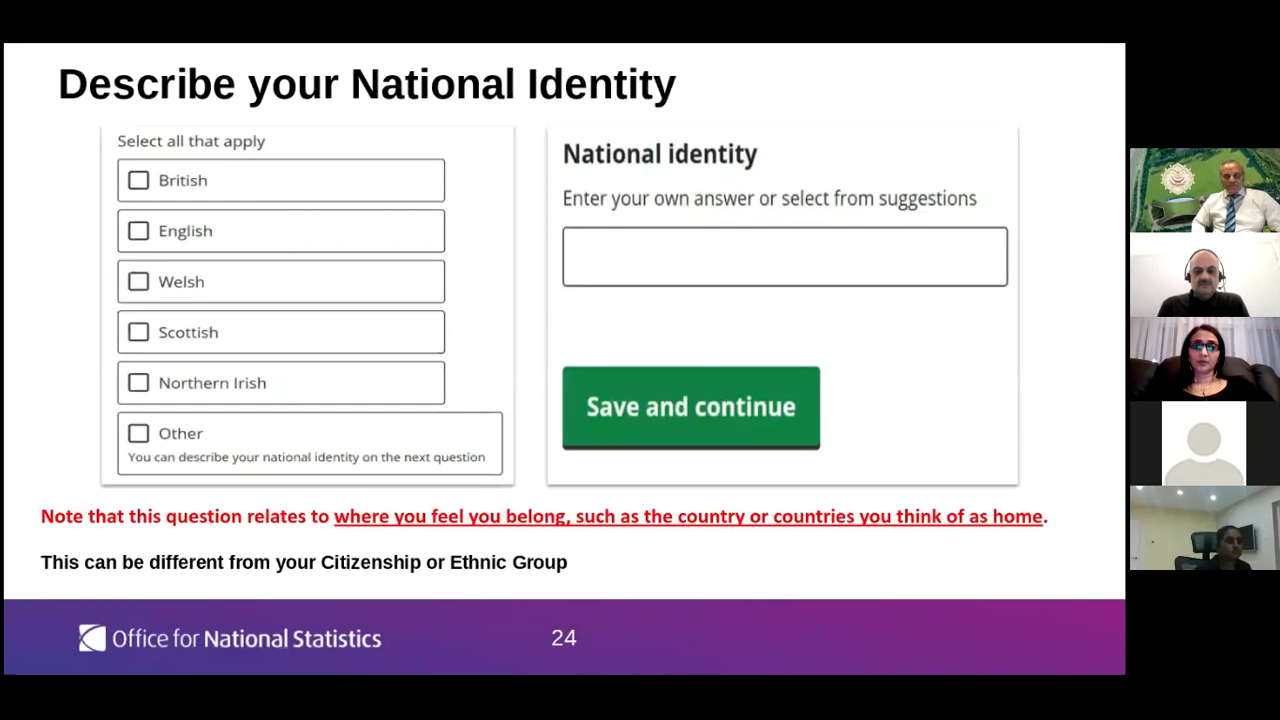 Describe your National Identity
Select all that apply
British
English
Welsh
Scottish
Northern Irish
Other
You can describe your national identity on the next question
National identity
Enter your own answer or select from suggestions
Save and continue
Note that this question relates to where you feel you belong, such as the country or countries you think of as home.
This can be different from your Citizenship or Ethnic Group
Office for National Statistics
24